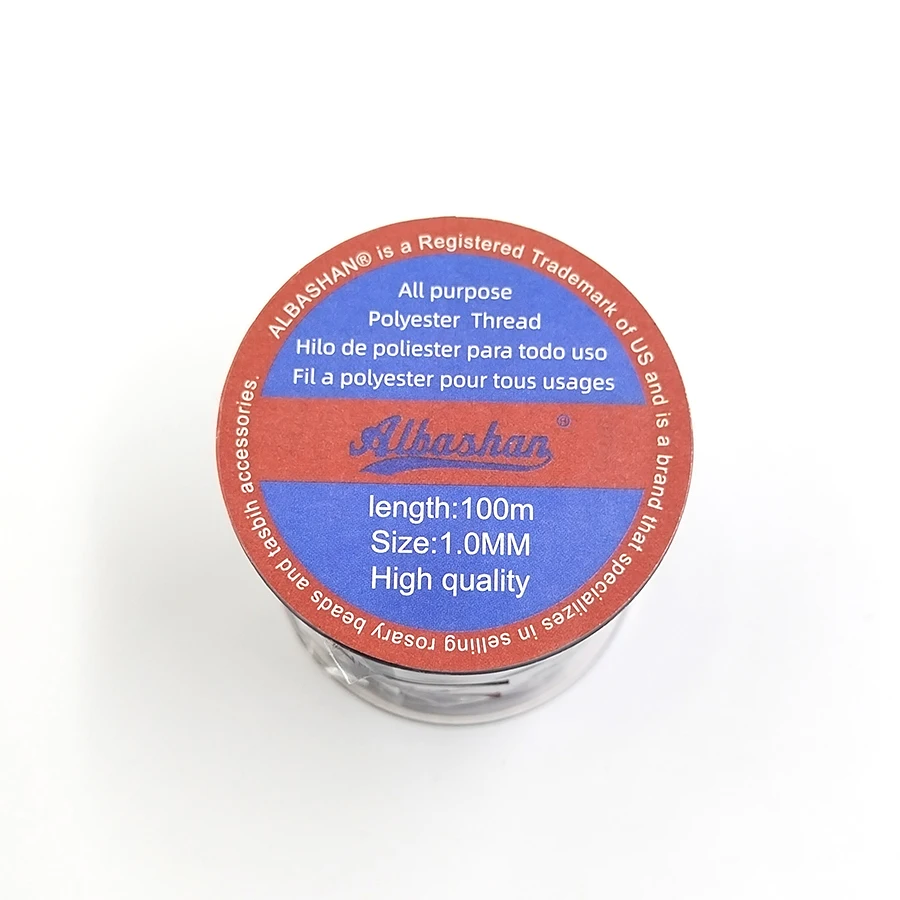 ALBASHAN® is a Registered Trademark of US and is a brand that specializes in selling rosary beads and tasbih accessories.
All purpose
Polyester Thread
Hilo de poliester para todo uso
Fil a polyester pour tous usages
Albashan®
length:100m
Size:1.0MM
High quality